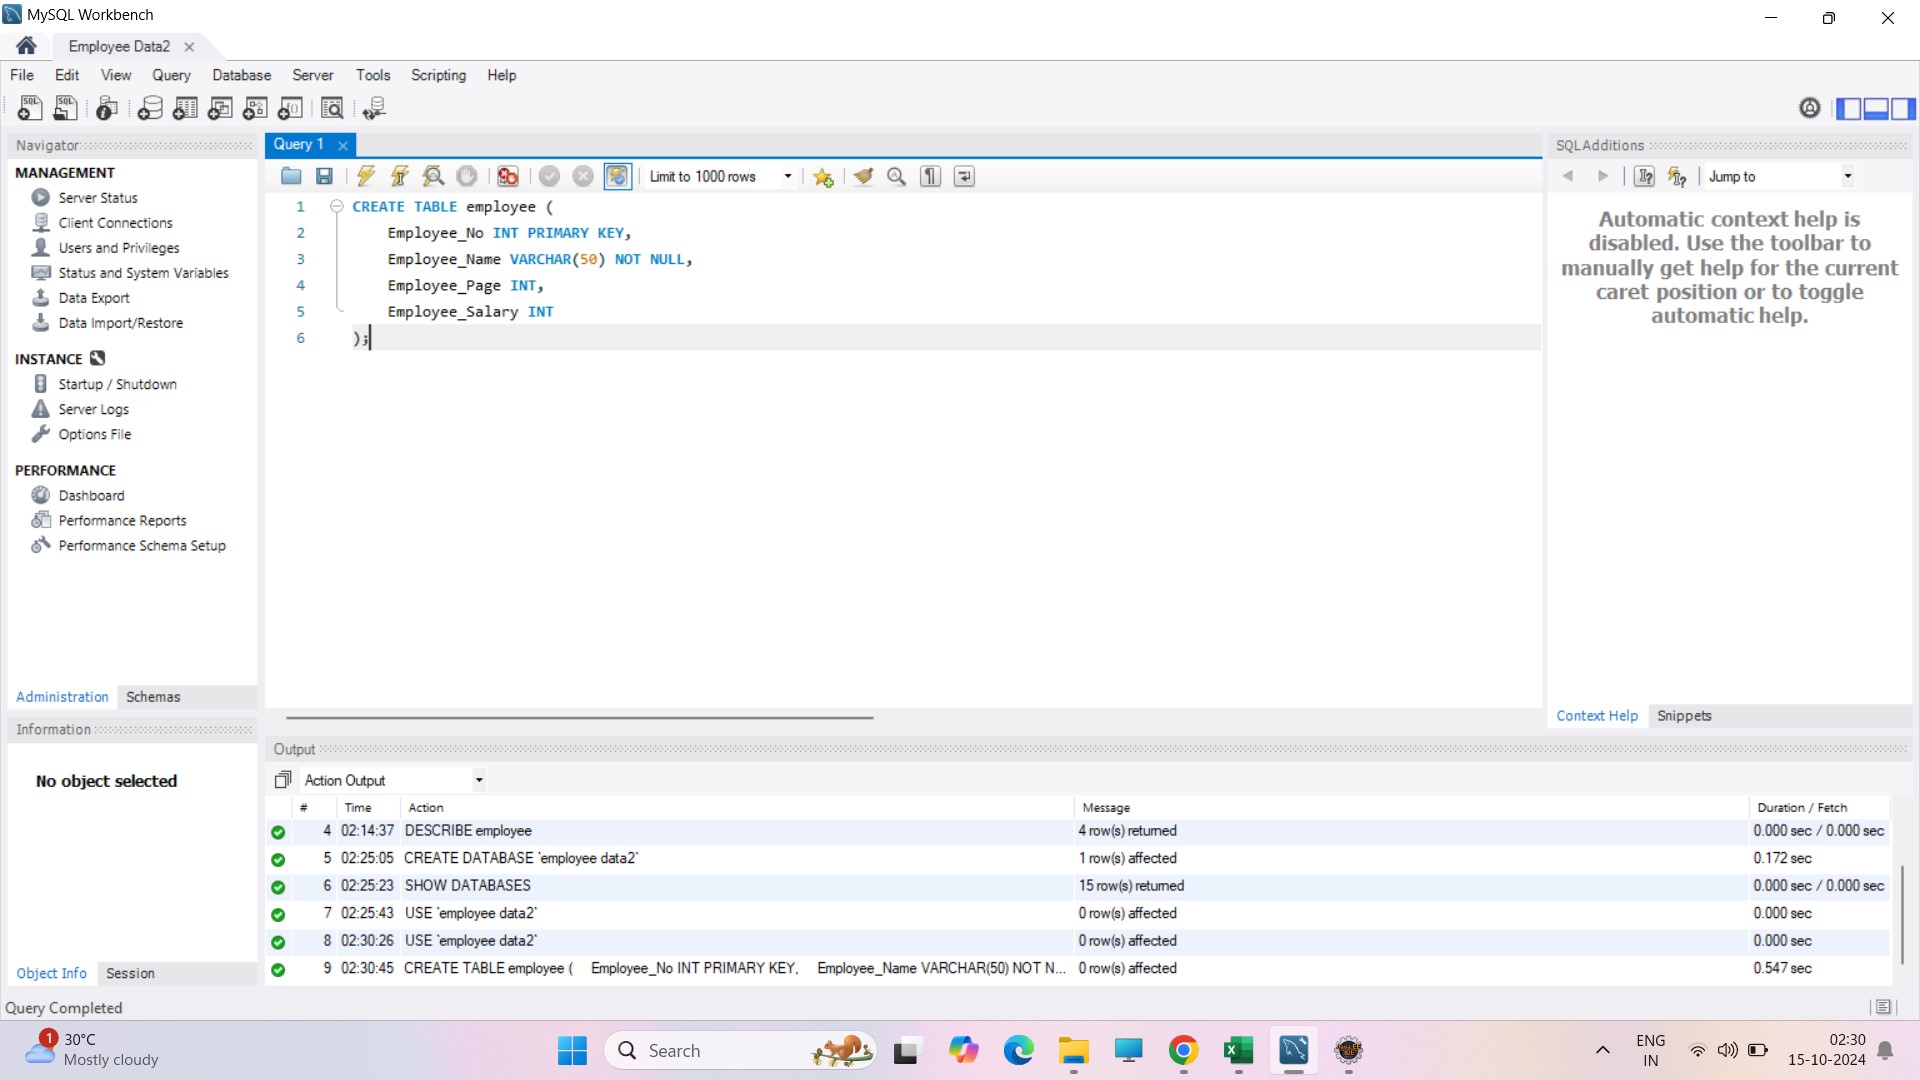 MySQL Workbench
Employee Data2
File Edit View Query Database Server Tools Scripting Help
Navigator
MANAGEMENT
Server Status
Client Connections
Users and Privileges
Status and System Variables
Data Export
Data Import/Restore
INSTANCE
Startup / Shutdown
Server Logs
Options File
PERFORMANCE
Dashboard
Performance Reports
Performance Schema Setup
Administration Schemas
Information
No object selected
Object Info Session
Query Completed
Query 1
Limit to 1000 rows
1 CREATE TABLE employee (
2 Employee_No INT PRIMARY KEY,
3 Employee_Name VARCHAR(50) NOT NULL,
4 Employee_Page INT,
5 Employee_Salary INT
6 );
SQLAdditions
Jump to
Automatic context help is
disabled. Use the toolbar to
manually get help for the current
caret position or to toggle
automatic help.
Context Help Snippets
Output
Action Output
# Time Action Message Duration / Fetch
4 02:14:37 DESCRIBE employee 4 row(s) returned 0.000 sec / 0.000 sec
5 02:25:05 CREATE DATABASE `employee data2` 1 row(s) affected 0.172 sec
6 02:25:23 SHOW DATABASES 15 row(s) returned 0.000 sec / 0.000 sec
7 02:25:43 USE `employee data2` 0 row(s) affected 0.000 sec
8 02:30:26 USE `employee data2` 0 row(s) affected 0.000 sec
9 02:30:45 CREATE TABLE employee ( Employee_No INT PRIMARY KEY, Employee_Name VARCHAR(50) NOT N... 0 row(s) affected 0.547 sec
1
30°C
Mostly cloudy
Search
ENG
IN
02:30
15-10-2024